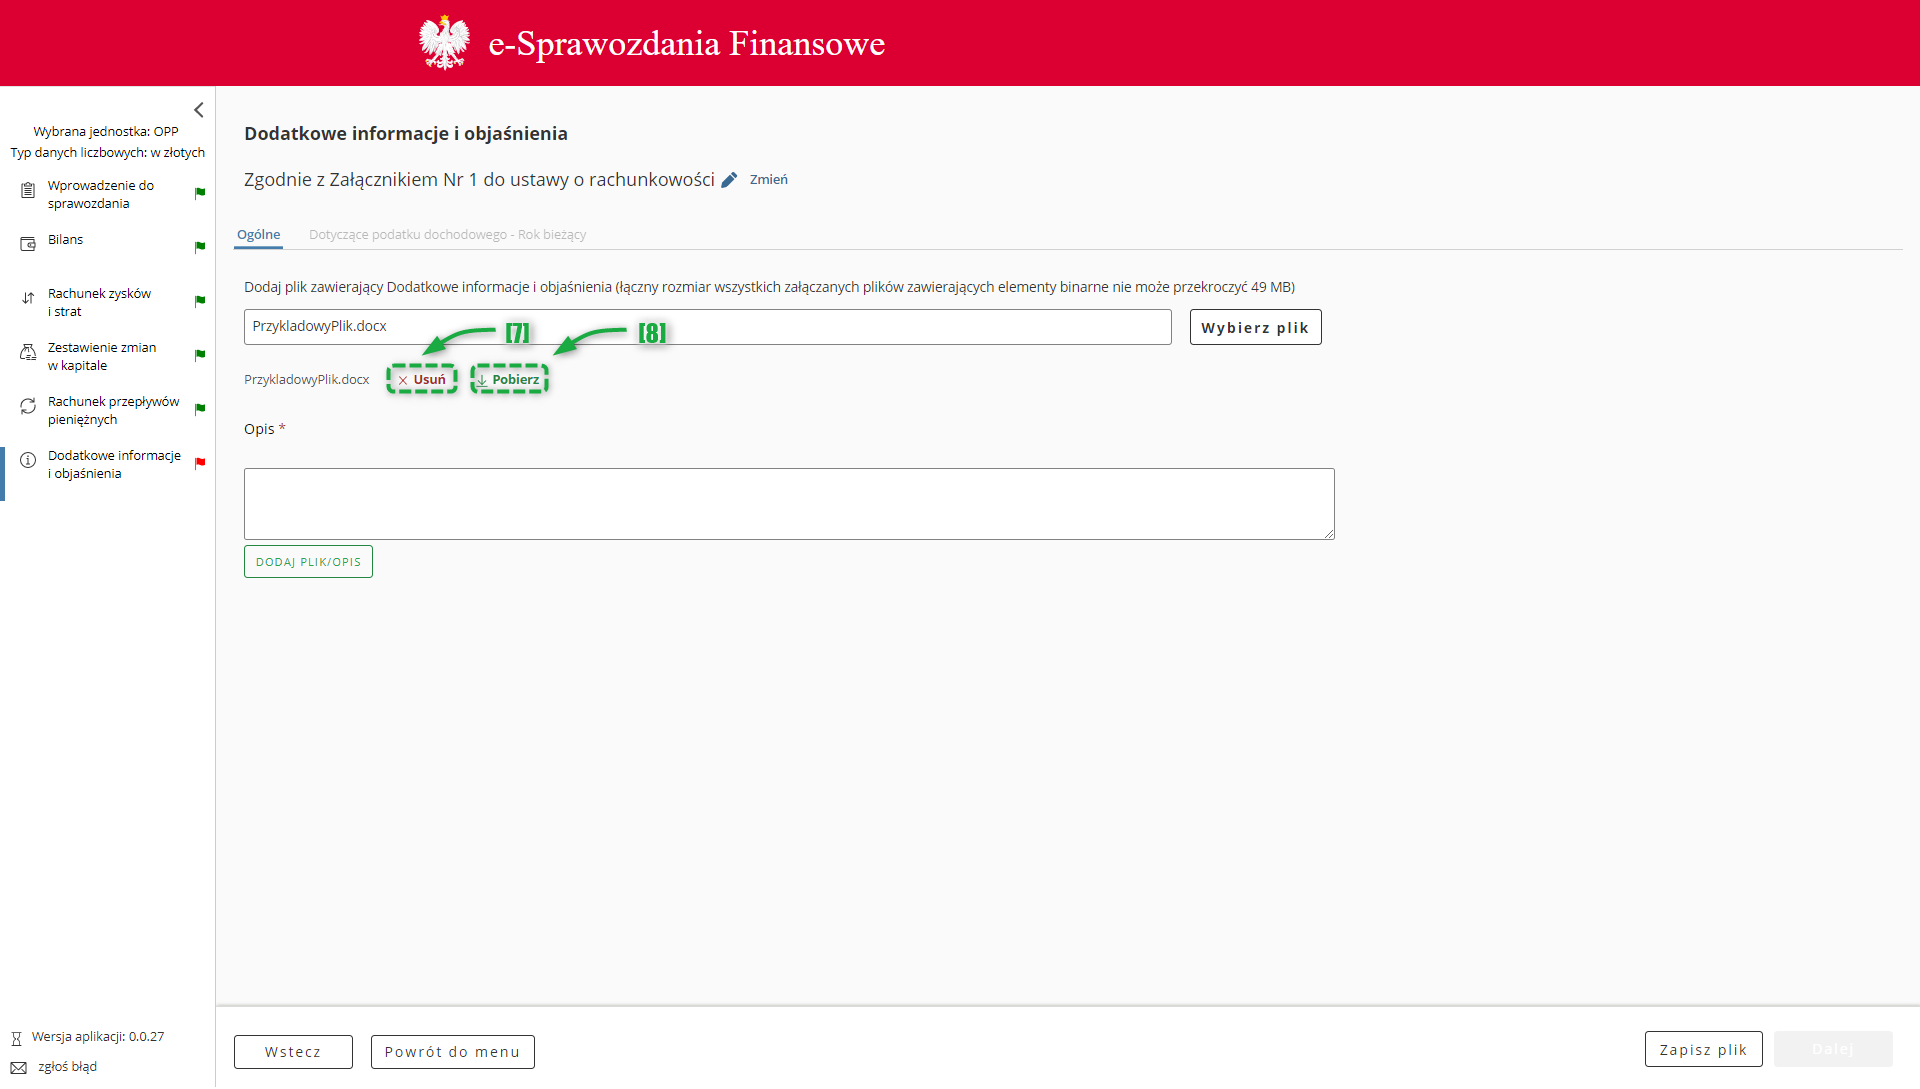 e-Sprawozdania Finansowe
Wybrana jednostka: OPP
Typ danych liczbowych: w złotych
Wprowadzenie do
sprawozdania
Bilans
Rachunek zysków
i strat
Zestawienie zmian
w kapitale
Rachunek przepływów
pieniężnych
Dodatkowe informacje
i objaśnienia
Wersja aplikacji: 0.0.27
zgłoś błąd
Dodatkowe informacje i objaśnienia
Zgodnie z Załącznikiem Nr 1 do ustawy o rachunkowości Zmień
Ogólne Dotyczące podatku dochodowego - Rok bieżący
Dodaj plik zawierający Dodatkowe informacje i objaśnienia (łączny rozmiar wszystkich załączanych plików zawierających elementy binarne nie może przekroczyć 49 MB)
PrzykladowyPlik.docx [7] [8] Wybierz plik
PrzykladowyPlik.docx Usuń Pobierz
Opis *
DODAJ PLIK/OPIS
Wstecz Powrót do menu Zapisz plik Dalej